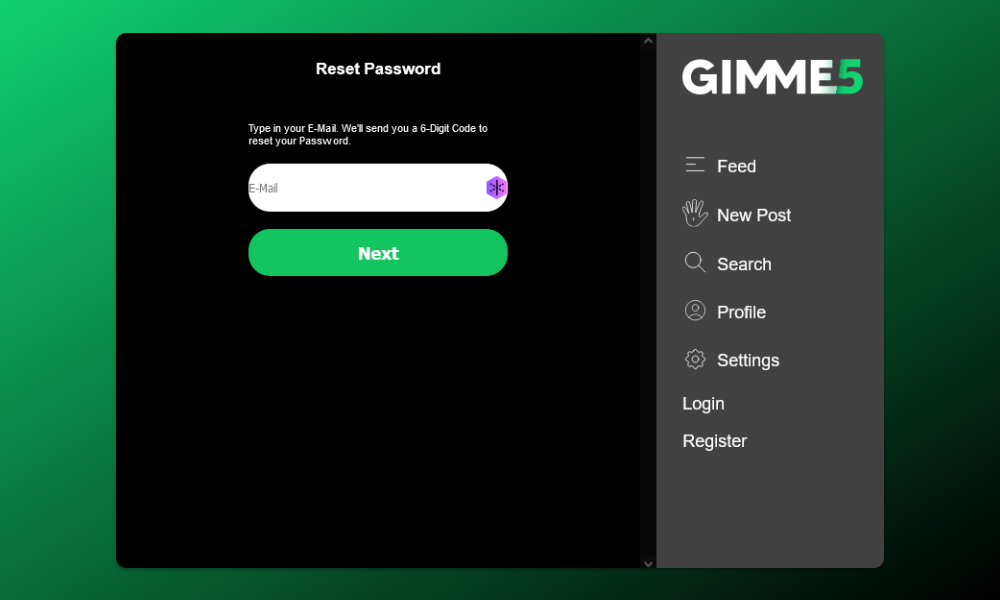 Reset Password
Type in your E-Mail. We'll send you a 6-Digit Code to
reset your Password.
E-Mail
Next
GIMME5
Feed
New Post
Search
Profile
Settings
Login
Register